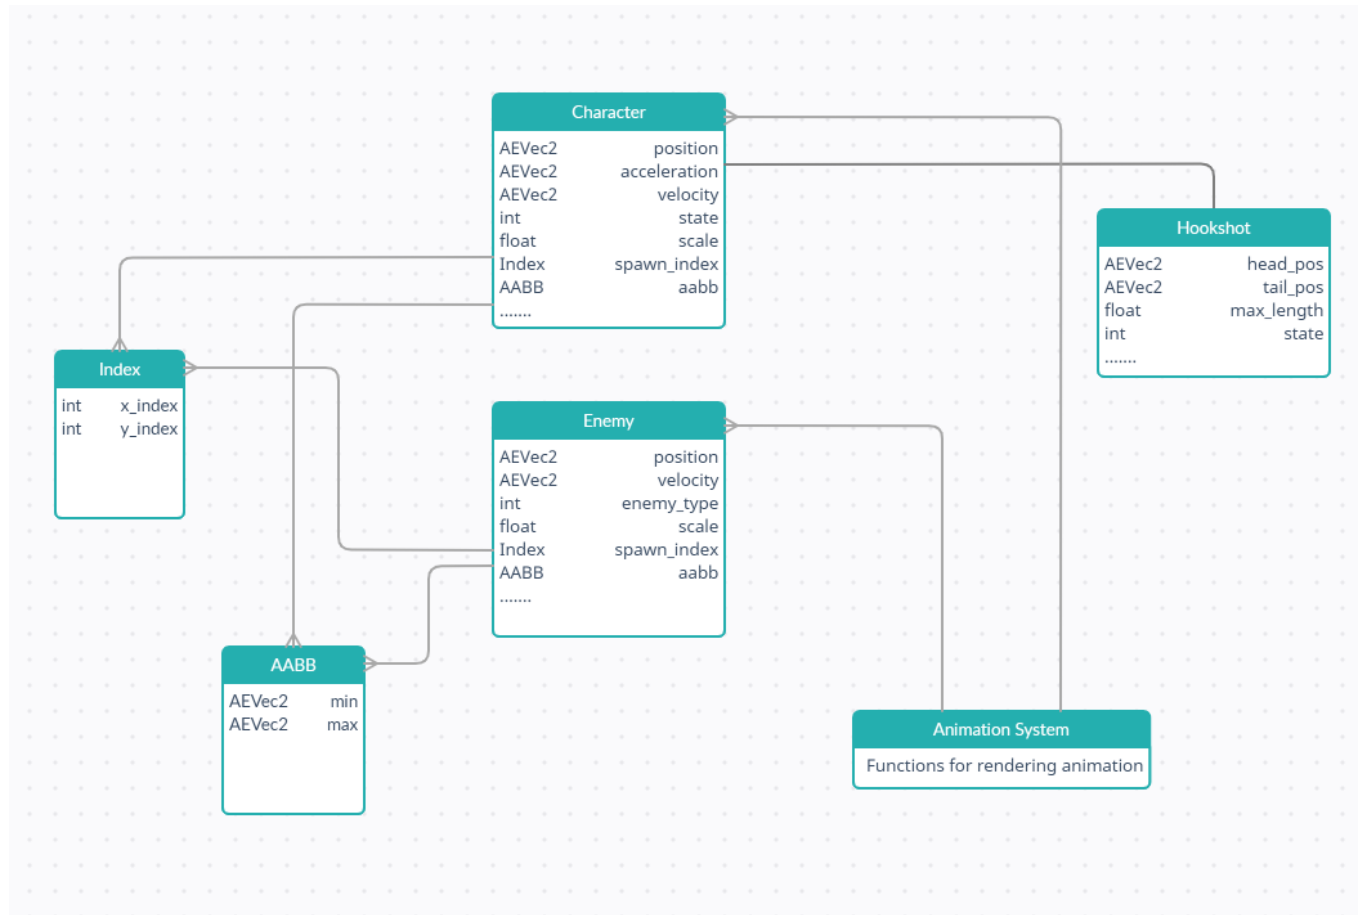 Character
AEVec2 position
AEVec2 acceleration
AEVec2 velocity
int state
float scale
Index spawn_index
AABB aabb
.......
Hookshot
AEVec2 head_pos
AEVec2 tail_pos
float max_length
int state
.......
Index
int x_index
int y_index
Enemy
AEVec2 position
AEVec2 velocity
int enemy_type
float scale
Index spawn_index
AABB aabb
.......
AABB
AEVec2 min
AEVec2 max
Animation System
Functions for rendering animation